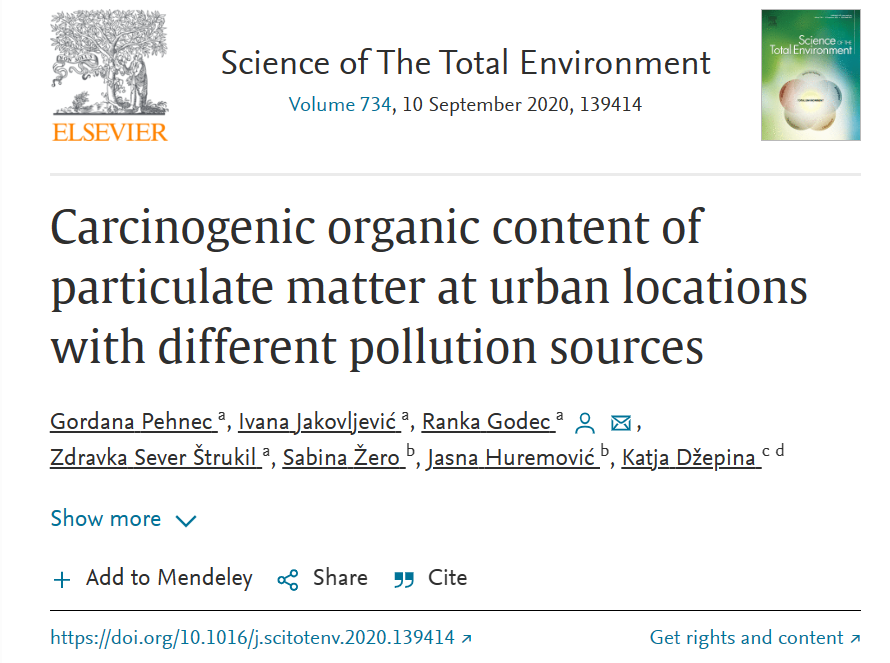 ELSEVIER
Science of The Total Environment
Volume 734, 10 September 2020, 139414
Science OF THE
Total Environment
Carcinogenic organic content of
particulate matter at urban locations
with different pollution sources
Gordana Pehnec a, Ivana Jakovljević a, Ranka Godec a,
Zdravka Sever Štrukil a, Sabina Žero b, Jasna Huremović b, Katja Džepina c d
Show more
Add to Mendeley Share Cite
https://doi.org/10.1016/j.scitotenv.2020.139414 Get rights and content